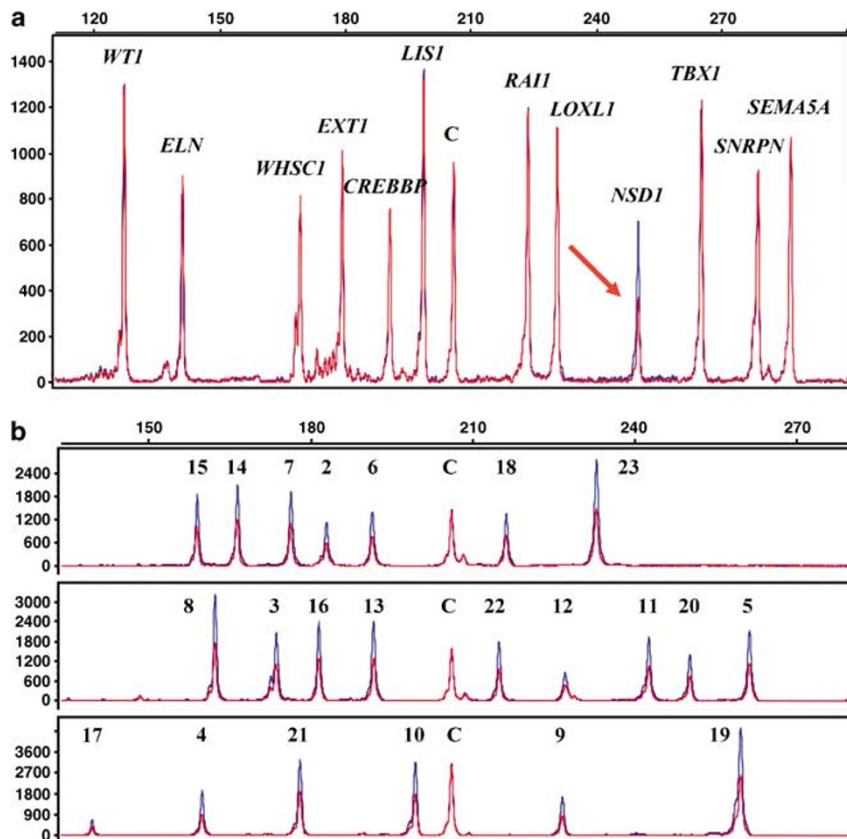 a
120 150 180 210 240 270
1400
1200
1000
800
600
400
200
0
WT1
ELN
WHSC1
EXT1
CREBBP
LIS1
C
RAI1
LOXL1
NSD1
TBX1
SNRPN
SEMA5A
b
150 180 210 240 270
2400
1800
1200
600
0
15 14 7 2 6 C 18 23
3000
2400
1800
1200
600
0
8 3 16 13 C 22 12 11 20 5
3600
2700
1800
900
0
17 4 21 10 C 9 19